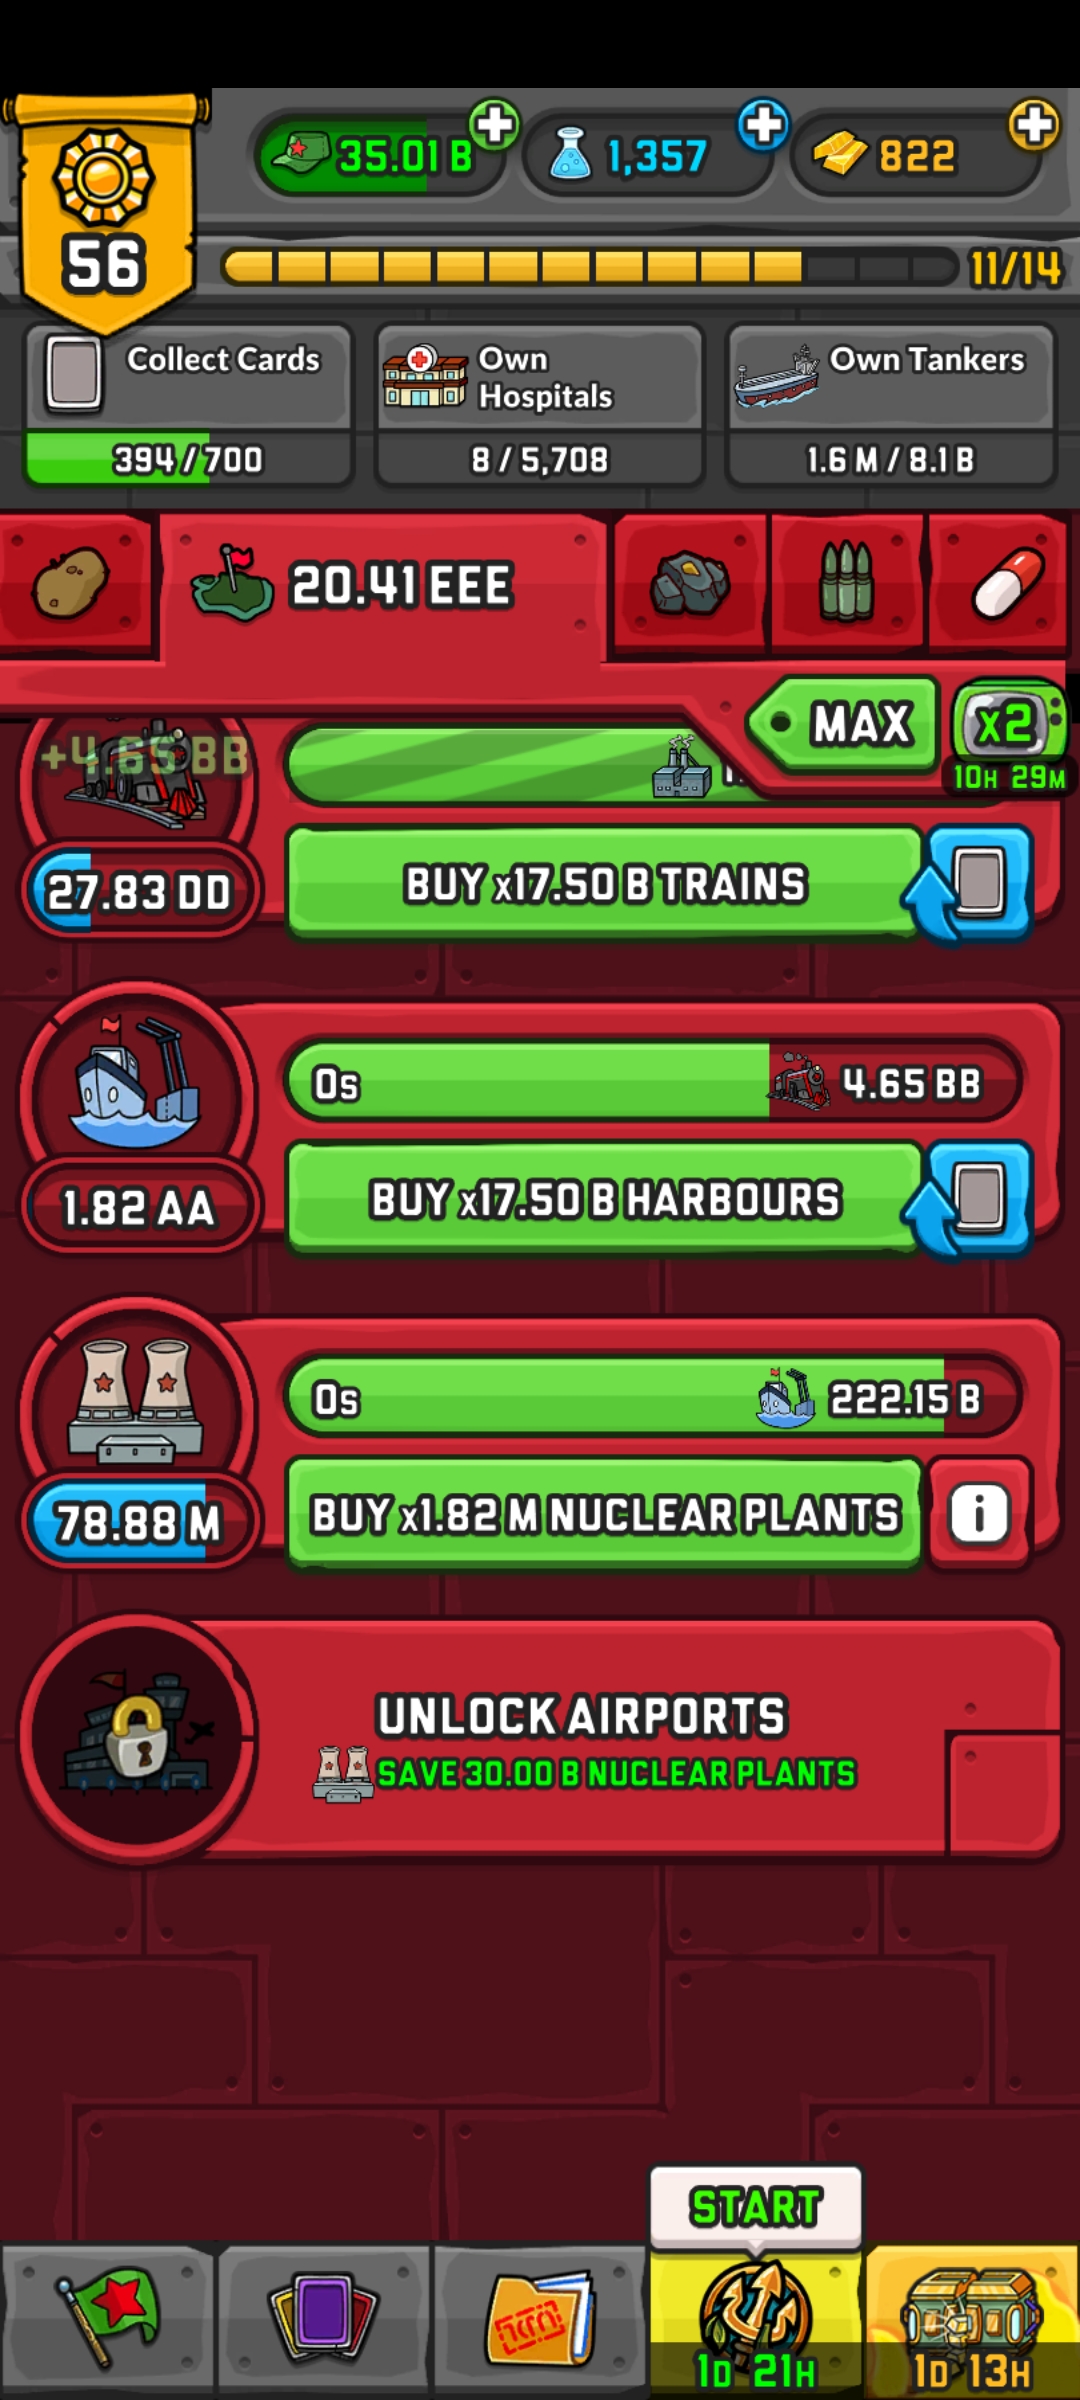 35.01 B
1,357
822
56
11/14
Collect Cards
Own
Hospitals
Own Tankers
394/700
8/5,708
1.6 M/8.1 B
20.41 EEE
MAX
X2
10H 29M
+4.65 BB
27.83 DD
BUY x17.50 B TRAINS
0s
4.65 BB
1.82 AA
BUY x17.50 B HARBOURS
0s
222.15 B
78.88 M
BUY x1.82 M NUCLEAR PLANTS
i
UNLOCK AIRPORTS
SAVE 30.00 B NUCLEAR PLANTS
START
1D 21H
1D 13H